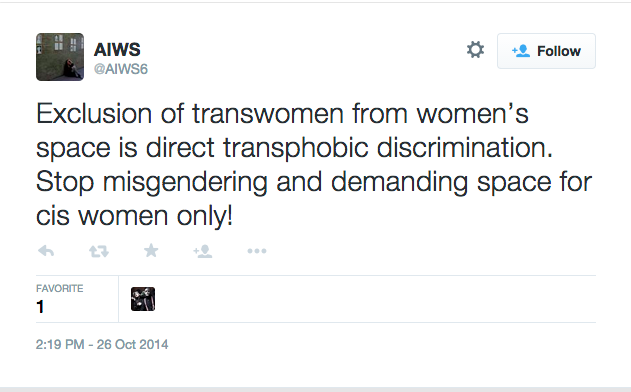 AIWS
@AIWS6
Follow
Exclusion of transwomen from women's
space is direct transphobic discrimination.
Stop misgendering and demanding space for
cis women only!
FAVORITE
1
2:19 PM - 26 Oct 2014